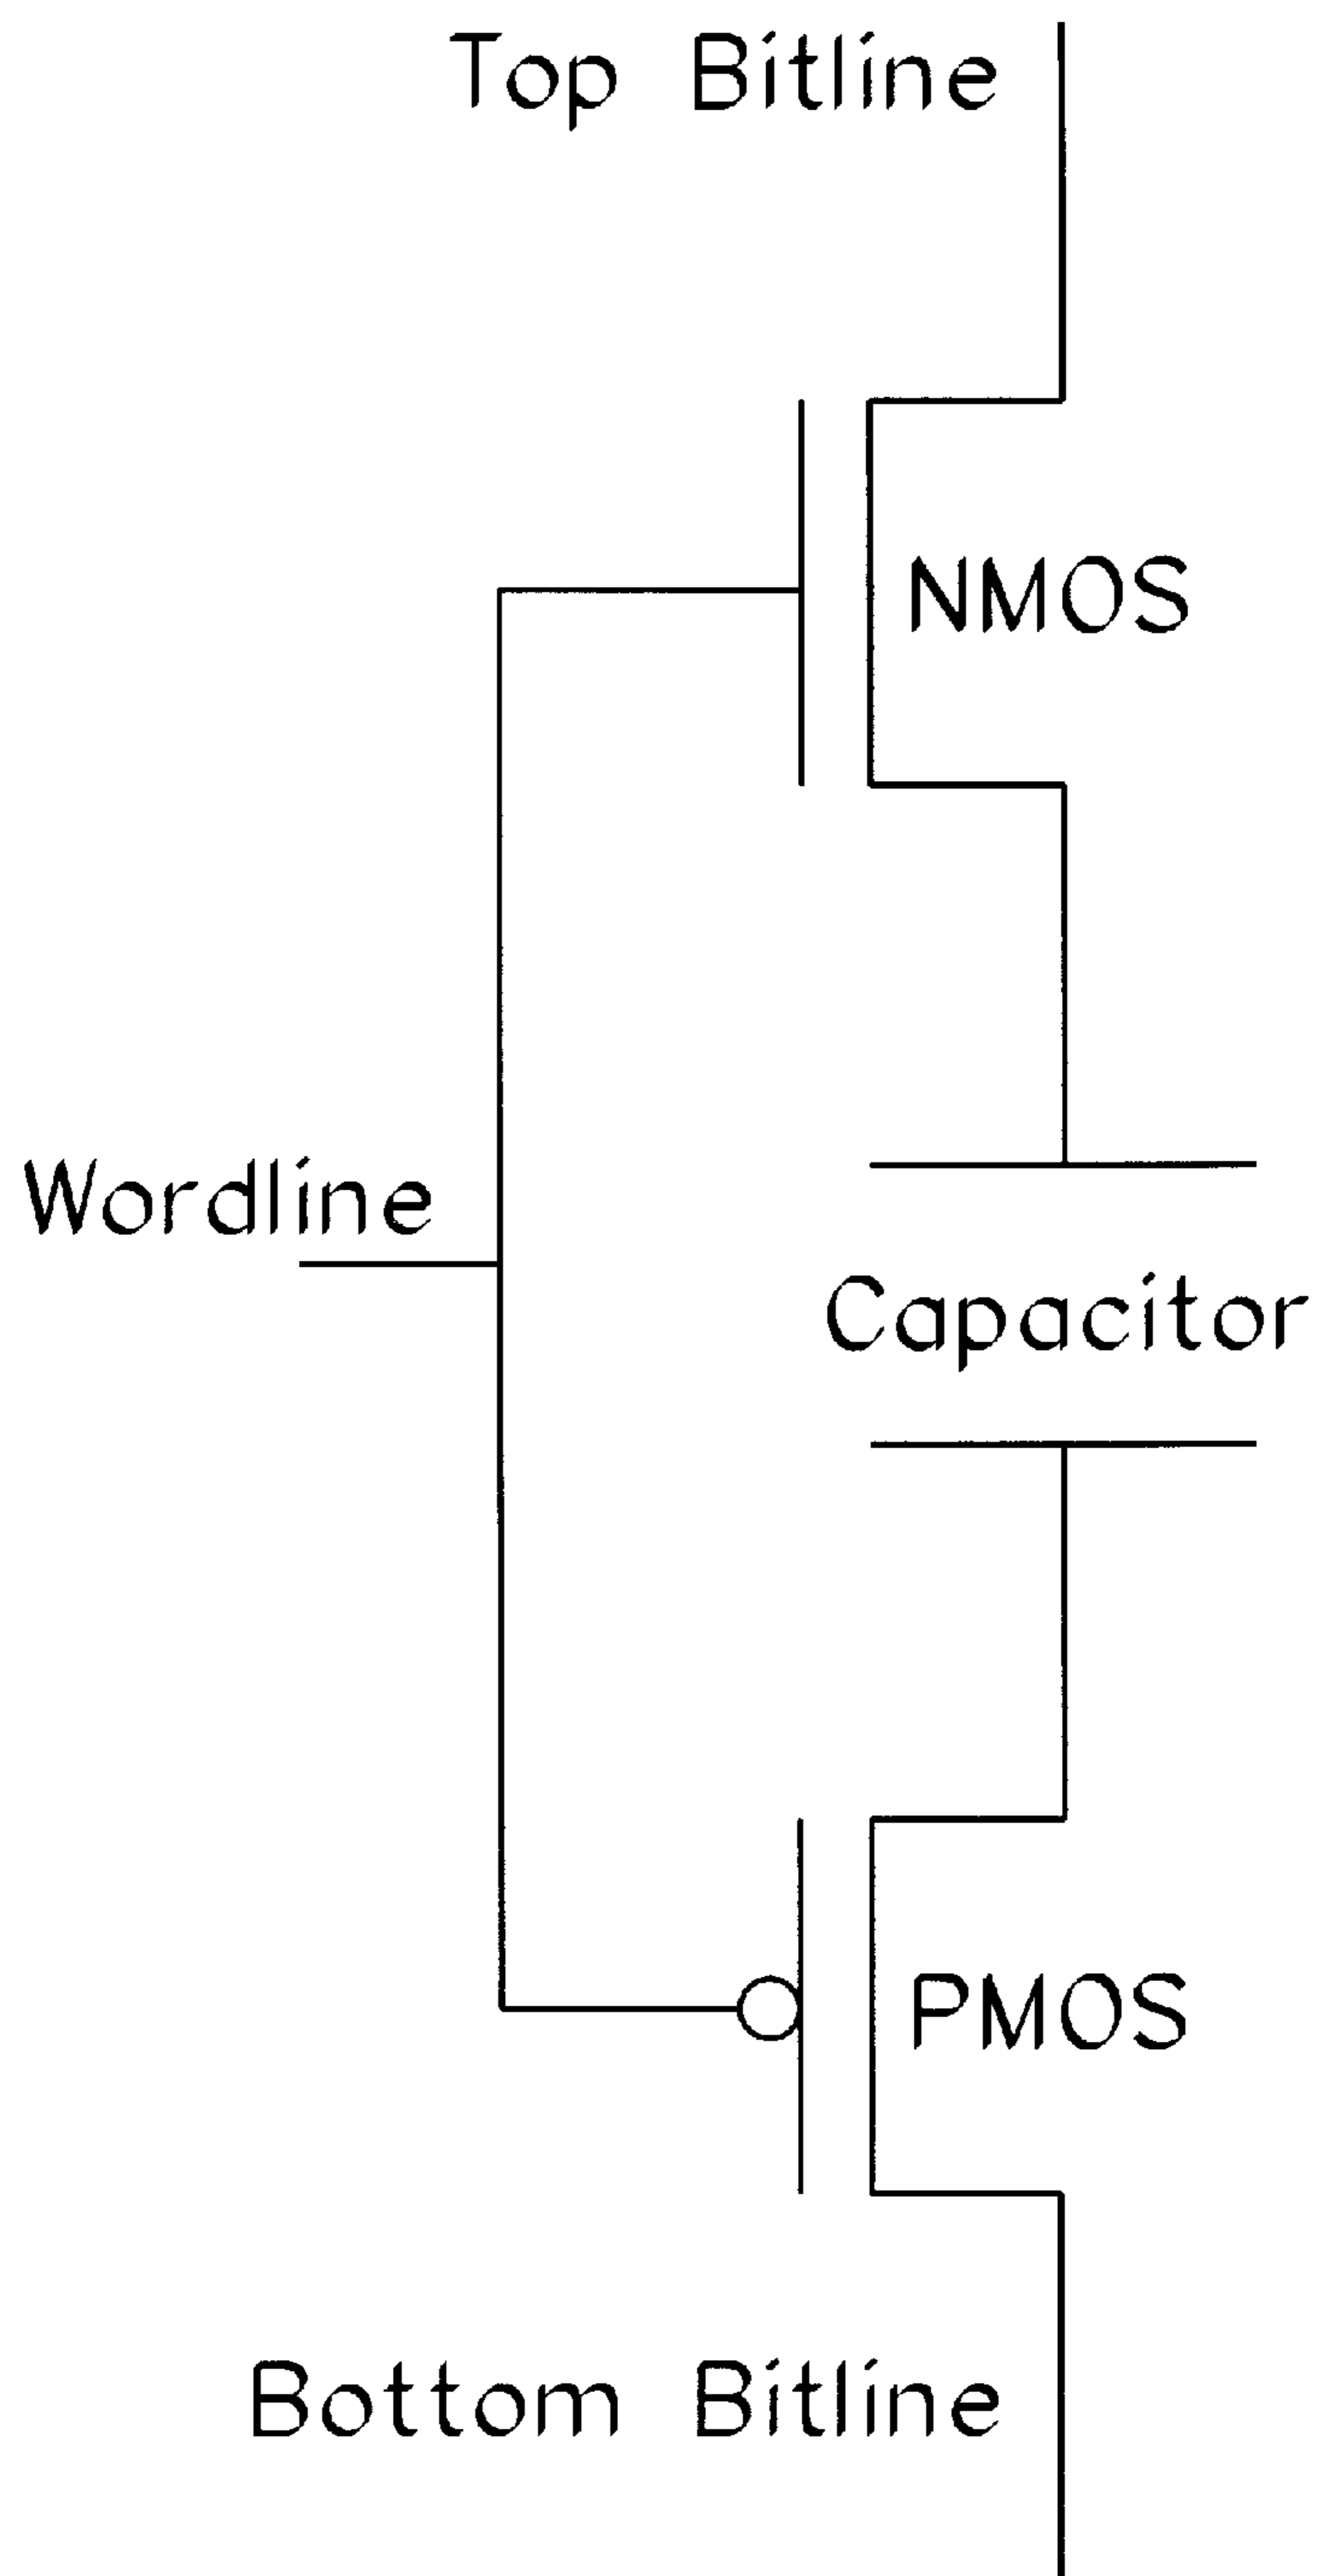 Top Bitline
NMOS
Wordline
Capacitor
PMOS
Bottom Bitline